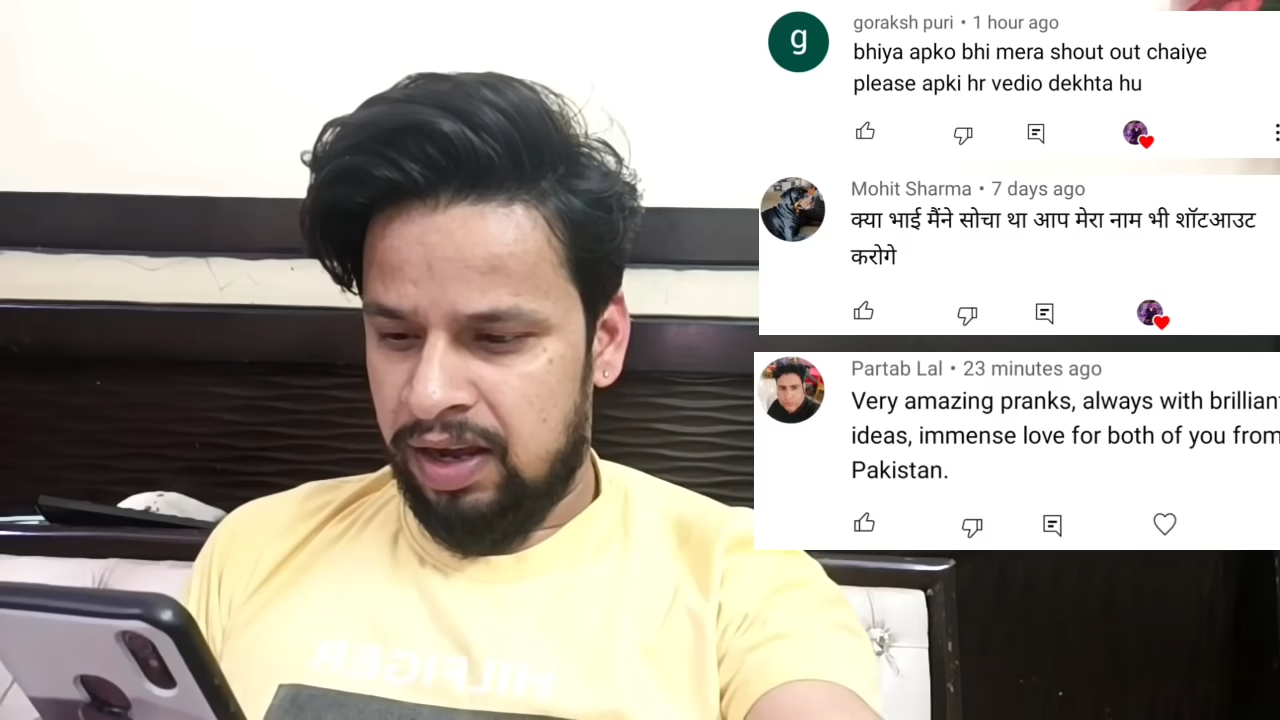 g
goraksh puri • 1 hour ago
bhiya apko bhi mera shout out chaiye
please apki hr vedio dekhta hu
Mohit Sharma • 7 days ago
क्या भाई मैंने सोचा था आप मेरा नाम भी शॉटआउट
करोगे
Partab Lal • 23 minutes ago
Very amazing pranks, always with brilliant
ideas, immense love for both of you from
Pakistan.
HILFIGER